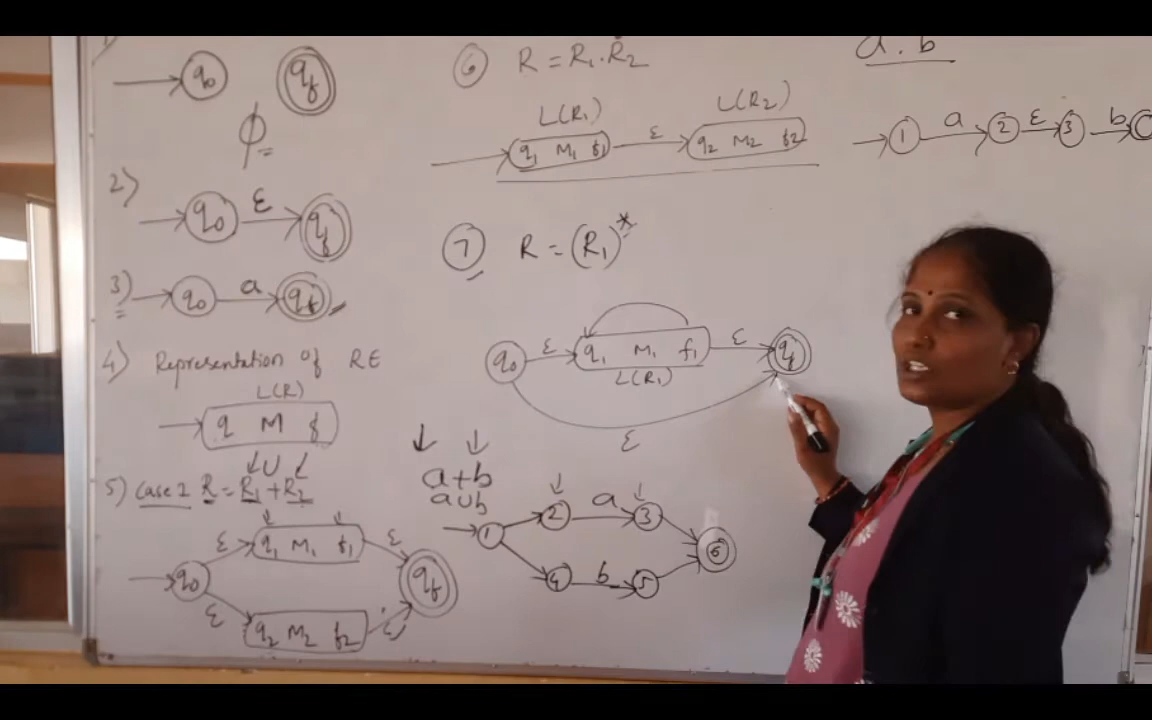 1)
q0 qf
ϕ
2)
q0 ε qf
3)
q0 a qf
4) Representation of RE
L(R)
q M f
U
5) Case 1 R = R1 + R2
ε q1 M1 f1 ε
q0 qf
ε q2 M2 f2 ε
6 R = R1 . R2
L(R1) L(R2)
q1 M1 f1 ε q2 M2 f2
7 R = (R1)*
q0 ε q1 M1 f1 ε qf
L(R1)
ε
a+b
aUb
2 a 3
1 6
4 b 5
a . b
1 a 2 ε 3 b